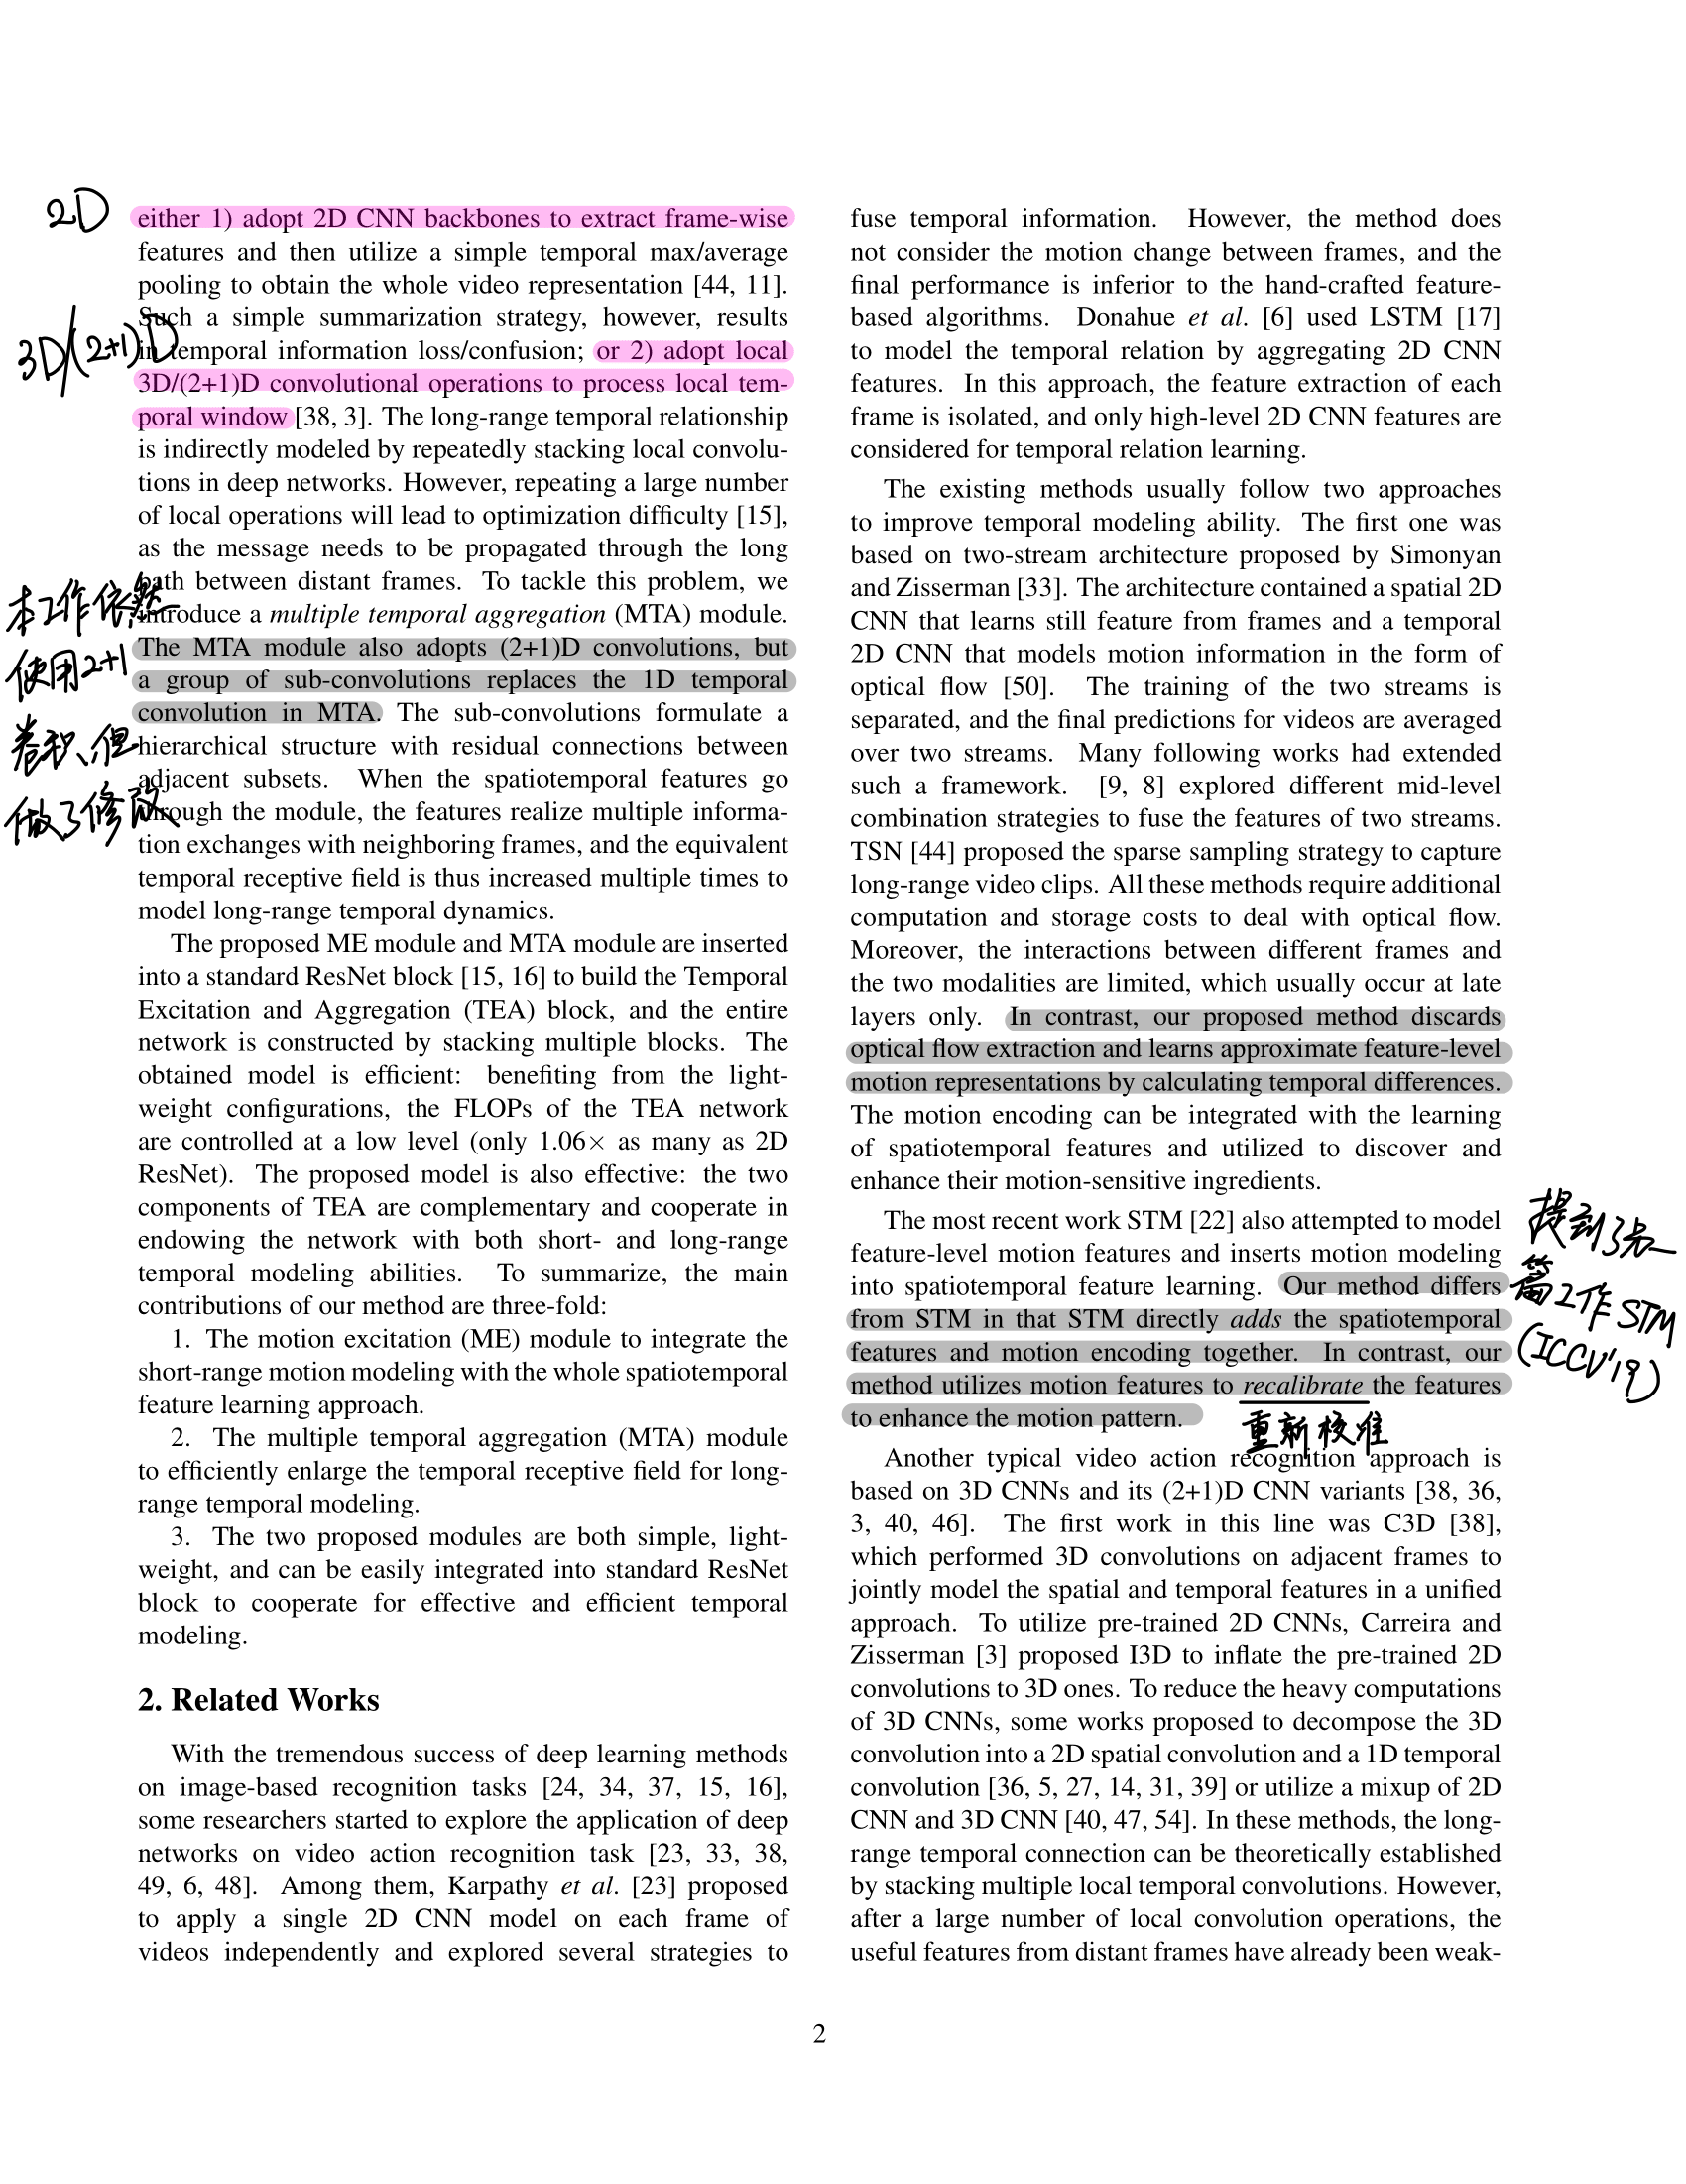 2D
either 1) adopt 2D CNN backbones to extract frame-wise
features and then utilize a simple temporal max/average
pooling to obtain the whole video representation [44, 11].
Such a simple summarization strategy, however, results
3D/(2+1)D
in temporal information loss/confusion; or 2) adopt local
3D/(2+1)D convolutional operations to process local tem-
poral window [38, 3]. The long-range temporal relationship
is indirectly modeled by repeatedly stacking local convolu-
tions in deep networks. However, repeating a large number
of local operations will lead to optimization difficulty [15],
as the message needs to be propagated through the long
path between distant frames. To tackle this problem, we
introduce a multiple temporal aggregation (MTA) module.
本工作依然
使用2+1
卷积、但
做了修改
The MTA module also adopts (2+1)D convolutions, but
a group of sub-convolutions replaces the 1D temporal
convolution in MTA. The sub-convolutions formulate a
hierarchical structure with residual connections between
adjacent subsets. When the spatiotemporal features go
through the module, the features realize multiple informa-
tion exchanges with neighboring frames, and the equivalent
temporal receptive field is thus increased multiple times to
model long-range temporal dynamics.
The proposed ME module and MTA module are inserted
into a standard ResNet block [15, 16] to build the Temporal
Excitation and Aggregation (TEA) block, and the entire
network is constructed by stacking multiple blocks. The
obtained model is efficient: benefiting from the light-
weight configurations, the FLOPs of the TEA network
are controlled at a low level (only 1.06× as many as 2D
ResNet). The proposed model is also effective: the two
components of TEA are complementary and cooperate in
endowing the network with both short- and long-range
temporal modeling abilities. To summarize, the main
contributions of our method are three-fold:
1. The motion excitation (ME) module to integrate the
short-range motion modeling with the whole spatiotemporal
feature learning approach.
2. The multiple temporal aggregation (MTA) module
to efficiently enlarge the temporal receptive field for long-
range temporal modeling.
3. The two proposed modules are both simple, light-
weight, and can be easily integrated into standard ResNet
block to cooperate for effective and efficient temporal
modeling.
2. Related Works
With the tremendous success of deep learning methods
on image-based recognition tasks [24, 34, 37, 15, 16],
some researchers started to explore the application of deep
networks on video action recognition task [23, 33, 38,
49, 6, 48]. Among them, Karpathy et al. [23] proposed
to apply a single 2D CNN model on each frame of
videos independently and explored several strategies to
fuse temporal information. However, the method does
not consider the motion change between frames, and the
final performance is inferior to the hand-crafted feature-
based algorithms. Donahue et al. [6] used LSTM [17]
to model the temporal relation by aggregating 2D CNN
features. In this approach, the feature extraction of each
frame is isolated, and only high-level 2D CNN features are
considered for temporal relation learning.
The existing methods usually follow two approaches
to improve temporal modeling ability. The first one was
based on two-stream architecture proposed by Simonyan
and Zisserman [33]. The architecture contained a spatial 2D
CNN that learns still feature from frames and a temporal
2D CNN that models motion information in the form of
optical flow [50]. The training of the two streams is
separated, and the final predictions for videos are averaged
over two streams. Many following works had extended
such a framework. [9, 8] explored different mid-level
combination strategies to fuse the features of two streams.
TSN [44] proposed the sparse sampling strategy to capture
long-range video clips. All these methods require additional
computation and storage costs to deal with optical flow.
Moreover, the interactions between different frames and
the two modalities are limited, which usually occur at late
layers only. In contrast, our proposed method discards
optical flow extraction and learns approximate feature-level
motion representations by calculating temporal differences.
The motion encoding can be integrated with the learning
of spatiotemporal features and utilized to discover and
enhance their motion-sensitive ingredients.
The most recent work STM [22] also attempted to model
feature-level motion features and inserts motion modeling
into spatiotemporal feature learning. Our method differs
from STM in that STM directly adds the spatiotemporal
features and motion encoding together. In contrast, our
method utilizes motion features to recalibrate the features
to enhance the motion pattern.
提到了另一
篇工作STM
(ICCV'19)
重新校准
Another typical video action recognition approach is
based on 3D CNNs and its (2+1)D CNN variants [38, 36,
3, 40, 46]. The first work in this line was C3D [38],
which performed 3D convolutions on adjacent frames to
jointly model the spatial and temporal features in a unified
approach. To utilize pre-trained 2D CNNs, Carreira and
Zisserman [3] proposed I3D to inflate the pre-trained 2D
convolutions to 3D ones. To reduce the heavy computations
of 3D CNNs, some works proposed to decompose the 3D
convolution into a 2D spatial convolution and a 1D temporal
convolution [36, 5, 27, 14, 31, 39] or utilize a mixup of 2D
CNN and 3D CNN [40, 47, 54]. In these methods, the long-
range temporal connection can be theoretically established
by stacking multiple local temporal convolutions. However,
after a large number of local convolution operations, the
useful features from distant frames have already been weak-
2